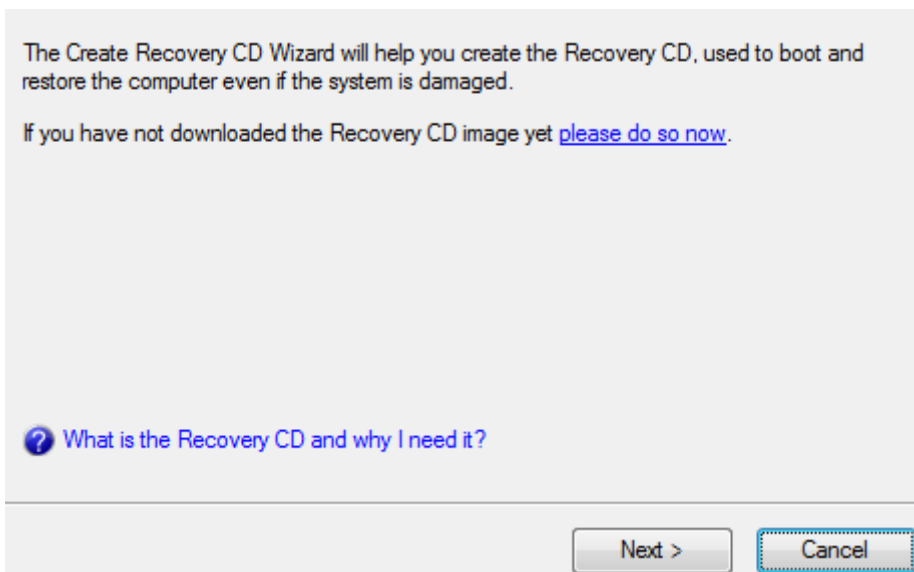 The Create Recovery CD Wizard will help you create the Recovery CD, used to boot and
restore the computer even if the system is damaged.
If you have not downloaded the Recovery CD image yet please do so now.
What is the Recovery CD and why I need it?
Next >
Cancel